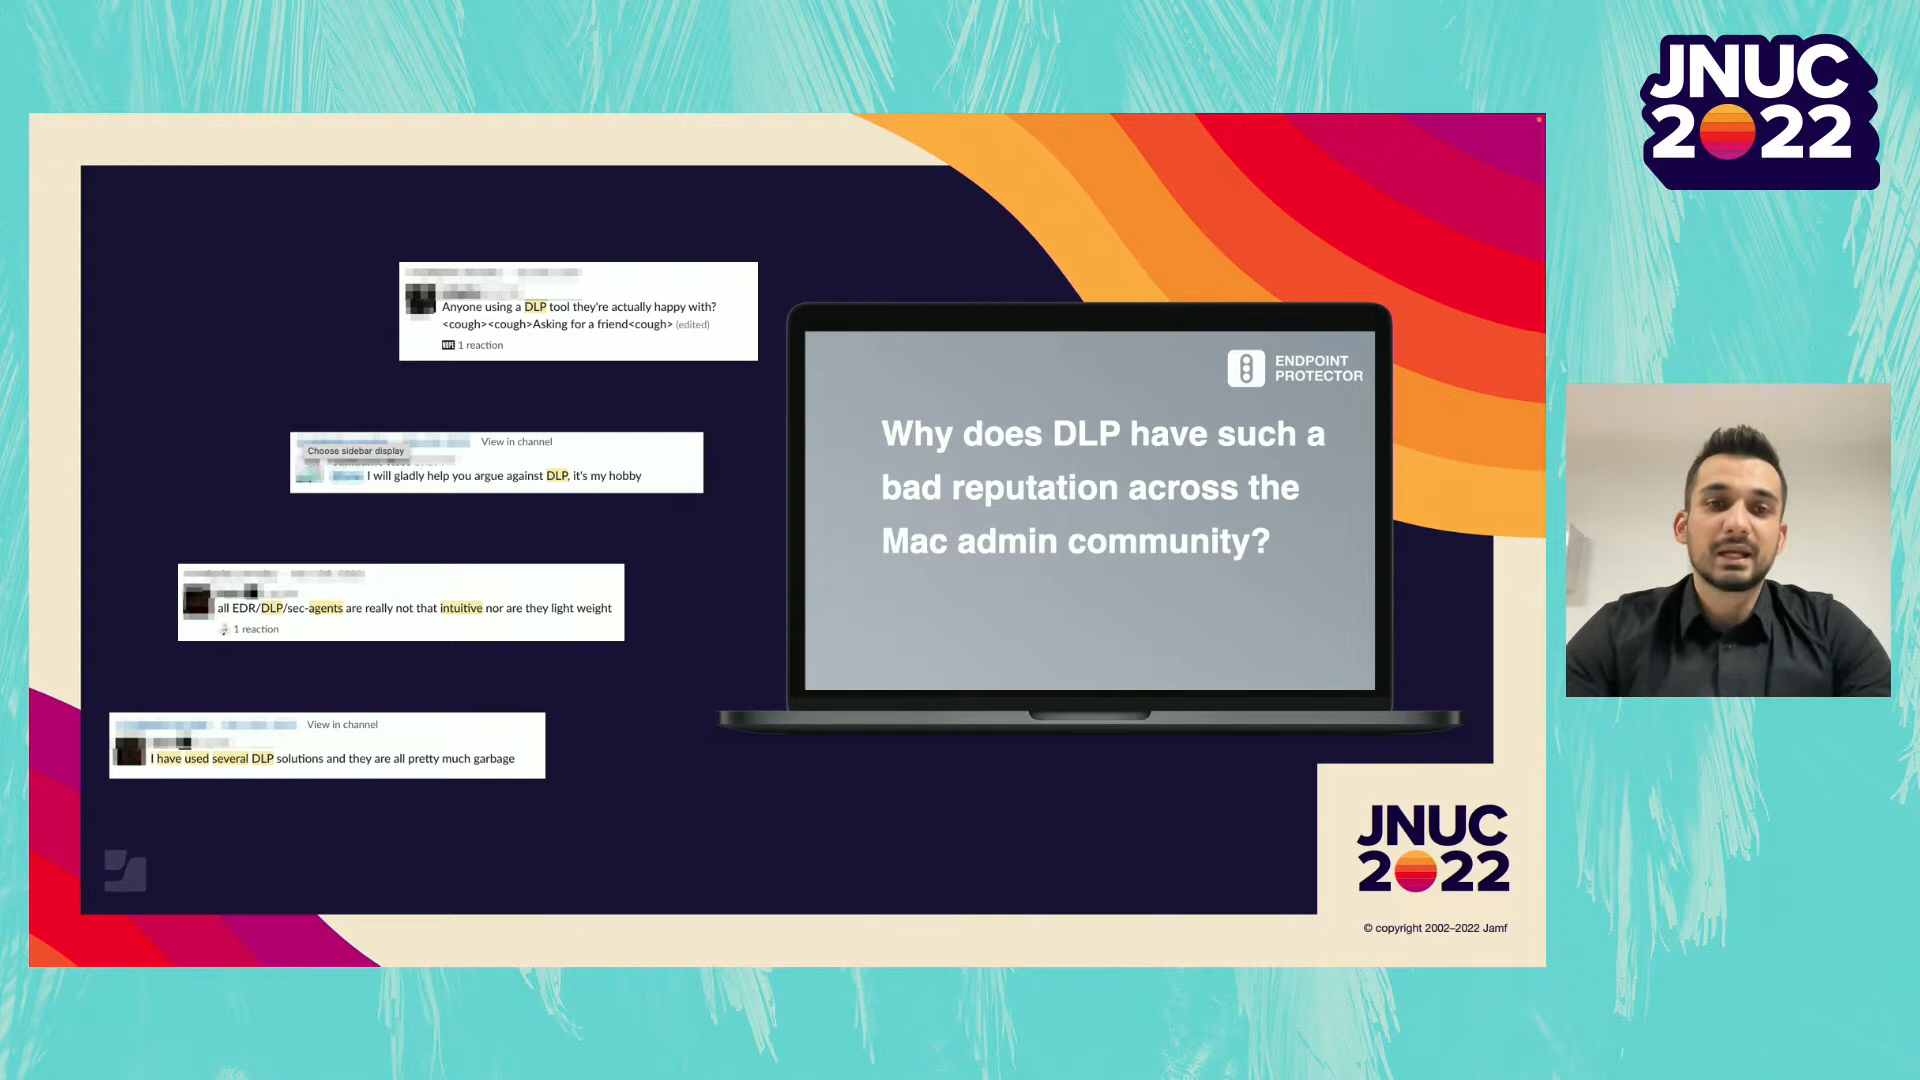 JNUC
2022
Anyone using a DLP tool they're actually happy with?
<cough><cough>Asking for a friend<cough> (edited)
NOPE 1 reaction
View in channel
Choose sidebar display
I will gladly help you argue against DLP, it's my hobby
all EDR/DLP/sec-agents are really not that intuitive nor are they light weight
1 reaction
View in channel
I have used several DLP solutions and they are all pretty much garbage
ENDPOINT
PROTECTOR
Why does DLP have such a
bad reputation across the
Mac admin community?
JNUC
2022
© copyright 2002–2022 Jamf